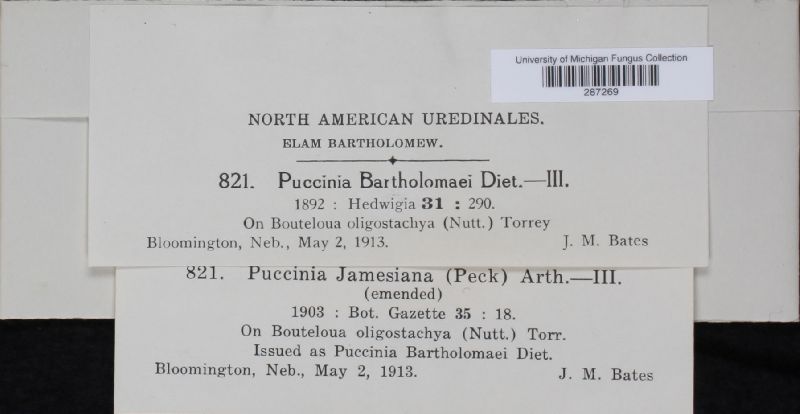 University of Michigan Fungus Collection
287269
NORTH AMERICAN UREDINALES.
ELAM BARTHOLOMEW.
821. Puccinia Bartholomaei Diet.—III.
1892 : Hedwigia 31 : 290.
On Bouteloua oligostachya (Nutt.) Torrey
Bloomington, Neb., May 2, 1913. J. M. Bates
821. Puccinia Jamesiana (Peck) Arth.—III.
(emended)
1903 : Bot. Gazette 35 : 18.
On Bouteloua oligostachya (Nutt.) Torr.
Issued as Puccinia Bartholomaei Diet.
Bloomington, Neb., May 2, 1913. J. M. Bates